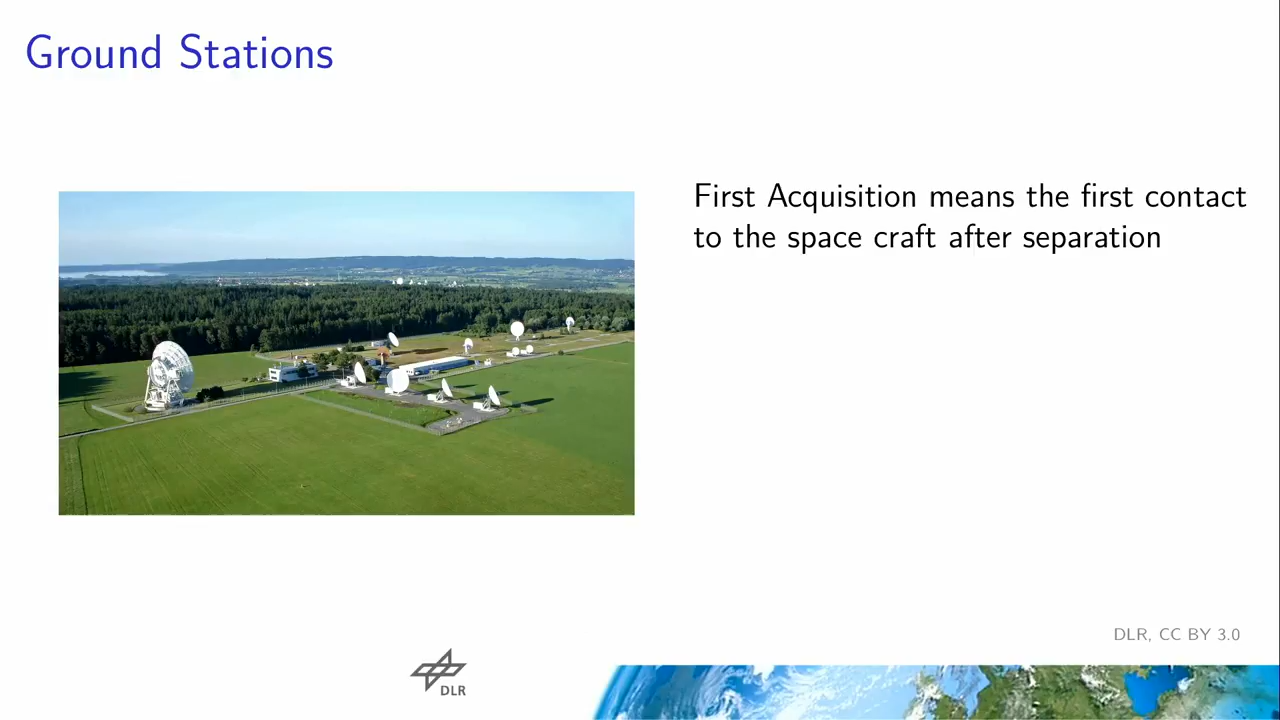 Ground Stations
First Acquisition means the first contact
to the space craft after separation
DLR, CC BY 3.0
DLR